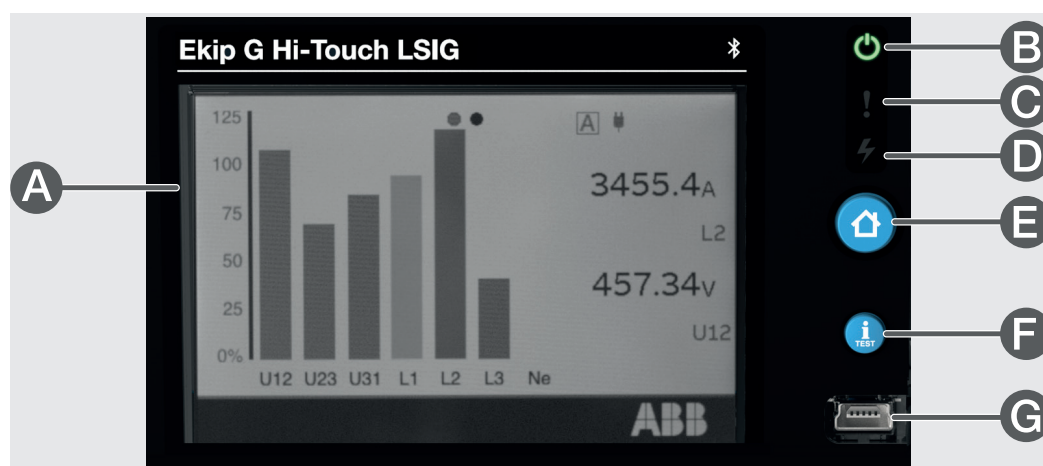 Ekip G Hi-Touch LSIG
125
100
75
50
25
0%
U12 U23 U31 L1 L2 L3 Ne
A
3455.4A
L2
457.34V
U12
ABB
i
TEST
A
B
C
D
E
F
G